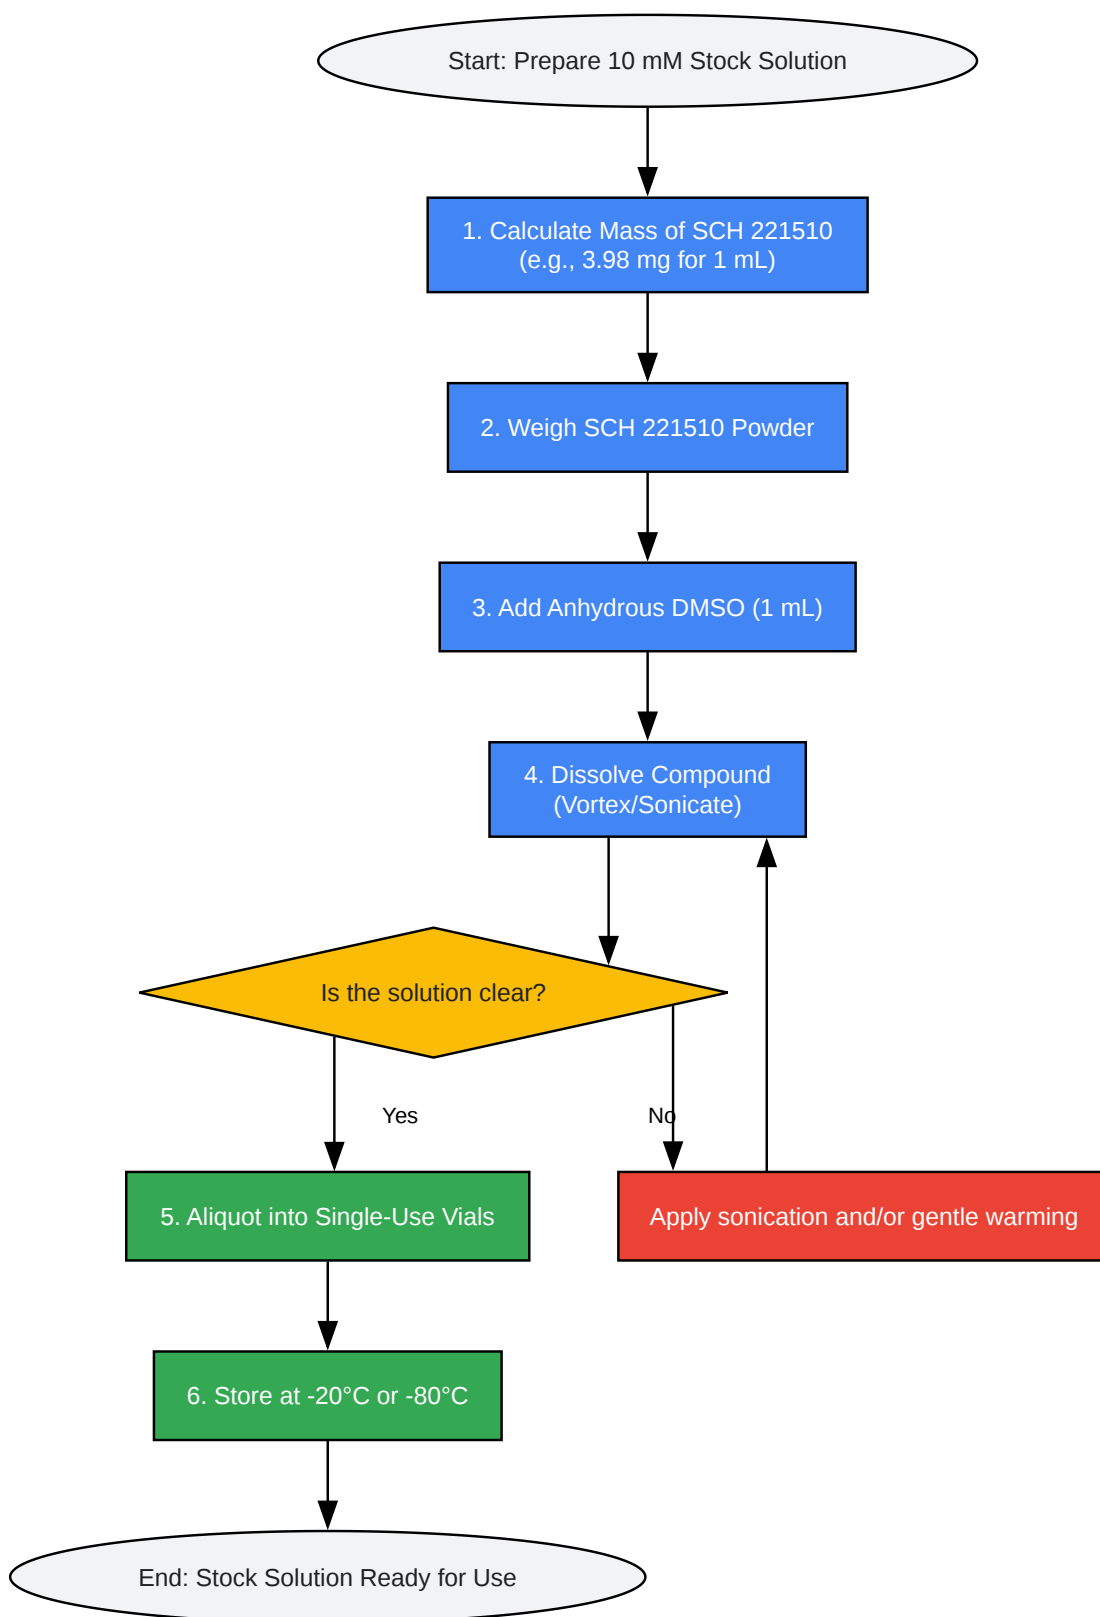 Start: Prepare 10 mM Stock Solution
1. Calculate Mass of SCH 221510
(e.g., 3.98 mg for 1 mL)
2. Weigh SCH 221510 Powder
3. Add Anhydrous DMSO (1 mL)
4. Dissolve Compound
(Vortex/Sonicate)
Is the solution clear?
Yes
No
5. Aliquot into Single-Use Vials
Apply sonication and/or gentle warming
6. Store at -20°C or -80°C
End: Stock Solution Ready for Use